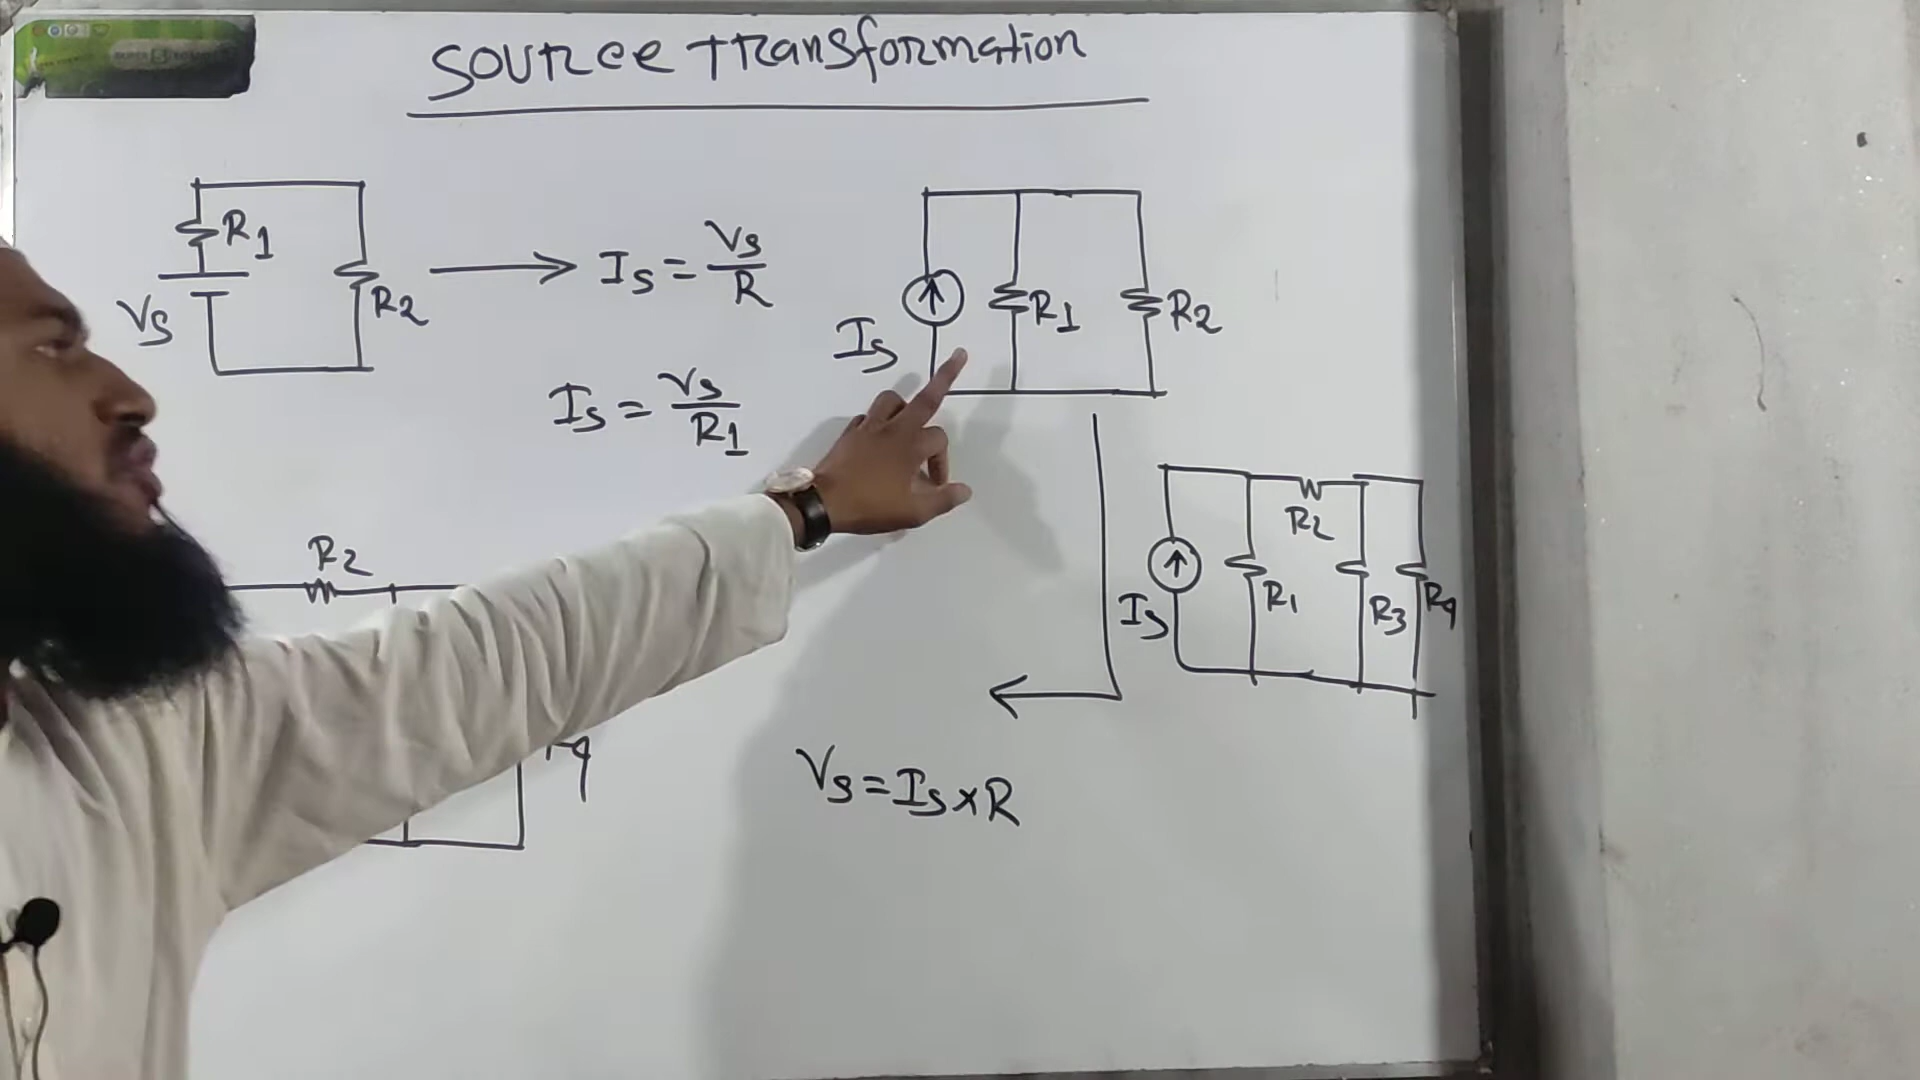 Source Transformation
R1
Vs
R2
Is = Vs/R
Is = Vs/R1
Is
R1
R2
R2
Is
R1
R2
R3
R4
Vs = Is × R